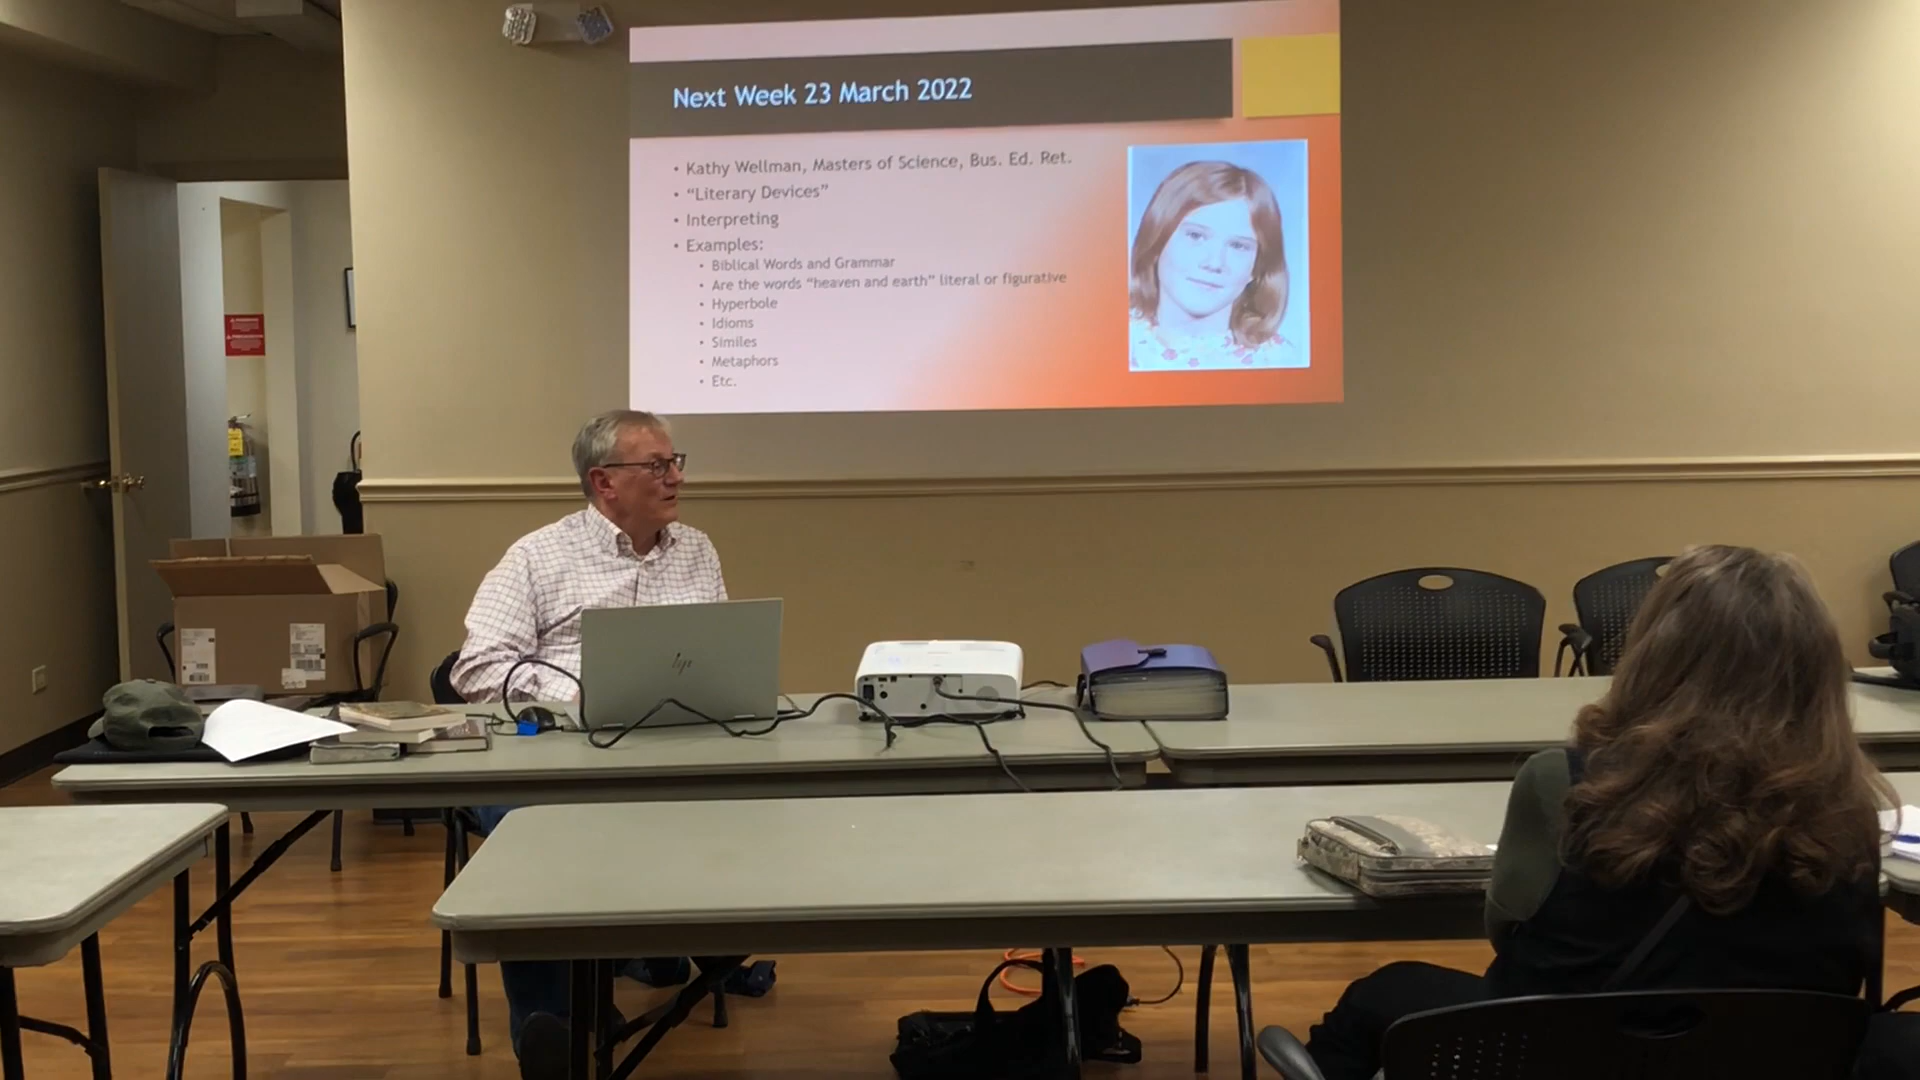 Next Week 23 March 2022
• Kathy Wellman, Masters of Science, Bus. Ed. Ret.
• “Literary Devices”
• Interpreting
• Examples:
• Biblical Words and Grammar
• Are the words “heaven and earth” literal or figurative
• Hyperbole
• Idioms
• Similes
• Metaphors
• Etc.
hp